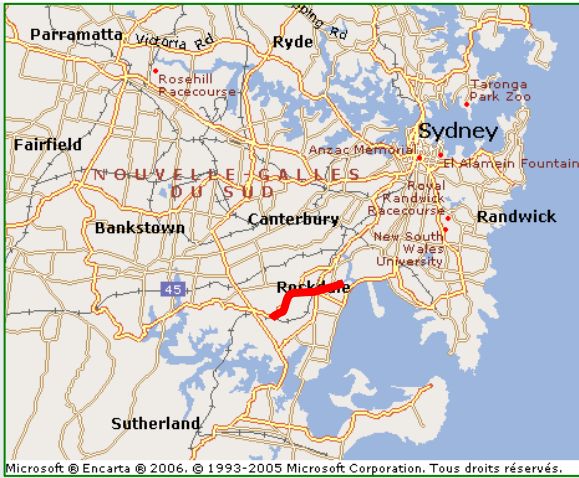 Parramatta
Victoria Rd
Ryde
Rosehill
Racecourse
Taronga
Park Zoo
Sydney
Fairfield
Anzac Memorial
El Alamein Fountain
NOUVELLE-GALLES
DU SUD
Royal
Randwick
Racecourse
Randwick
Canterbury
Bankstown
New South
Wales
University
45
Rockdale
Sutherland
Microsoft ® Encarta ® 2006. © 1993-2005 Microsoft Corporation. Tous droits réservés.